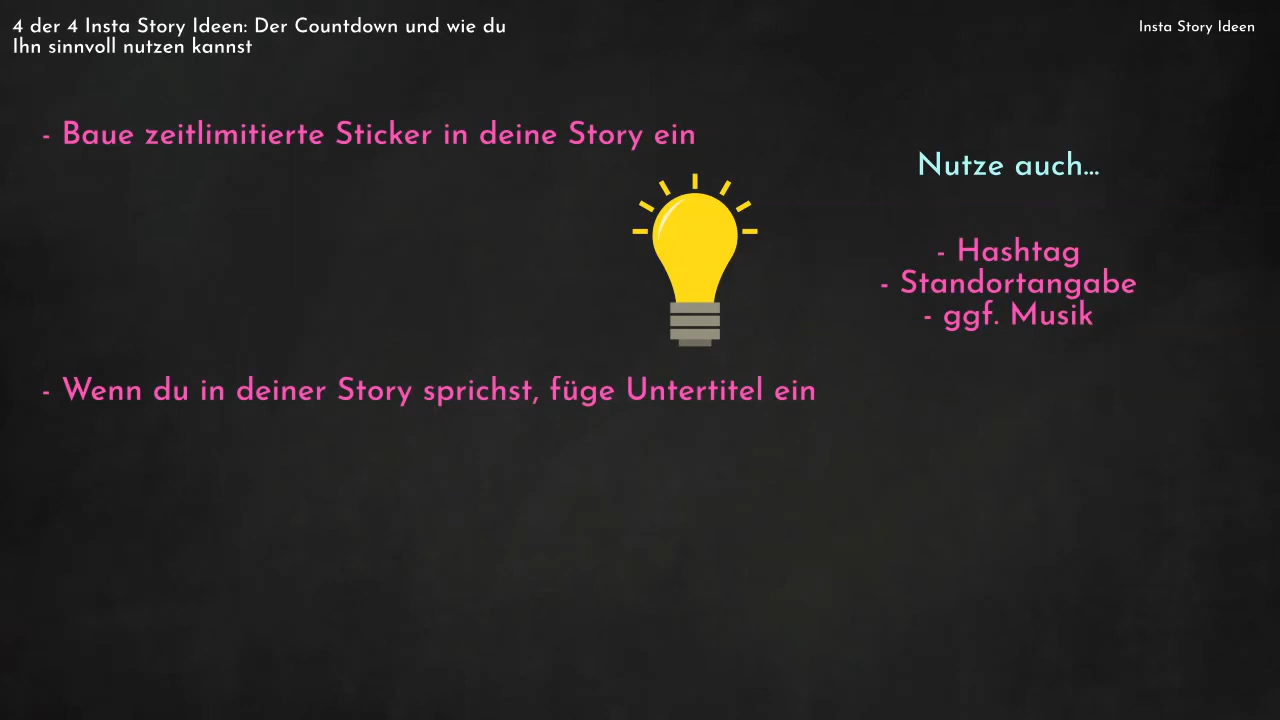 4 der 4 Insta Story Ideen: Der Countdown und wie du
Ihn sinnvoll nutzen kannst
Insta Story Ideen
- Baue zeitlimitierte Sticker in deine Story ein
Nutze auch...
- Hashtag
- Standortangabe
- ggf. Musik
- Wenn du in deiner Story sprichst, füge Untertitel ein